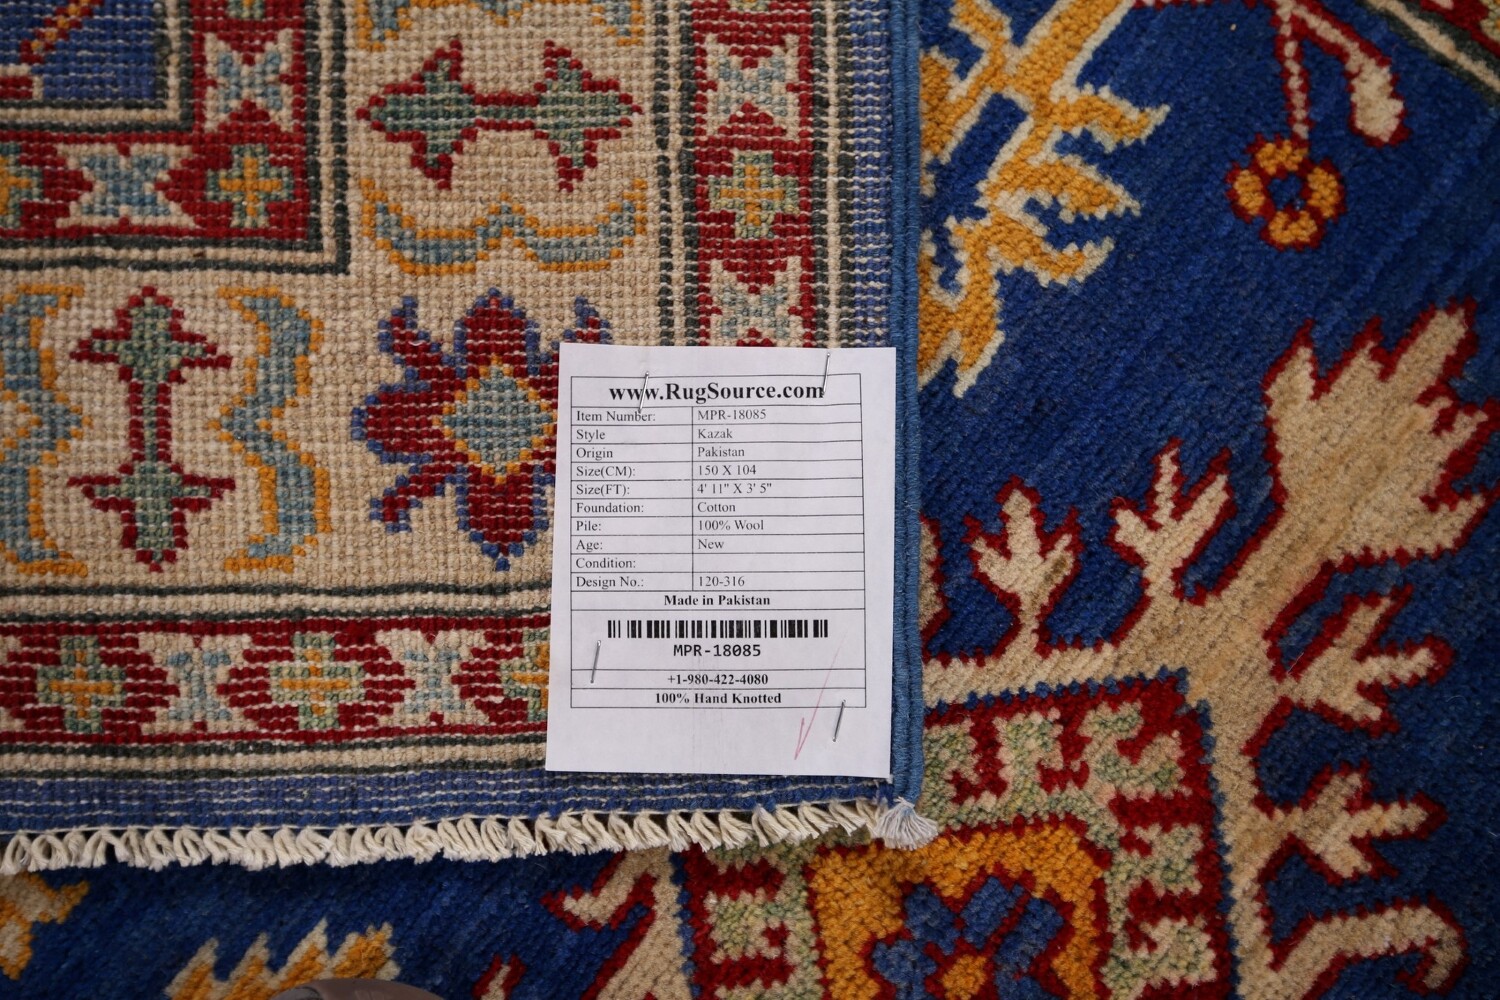 www.RugSource.com
Item Number: MPR-18085
Style Kazak
Origin Pakistan
Size(CM): 150 X 104
Size(FT): 4' 11" X 3' 5"
Foundation: Cotton
Pile: 100% Wool
Age: New
Condition:
Design No.: 120-316
Made in Pakistan
MPR-18085
+1-980-422-4080
100% Hand Knotted